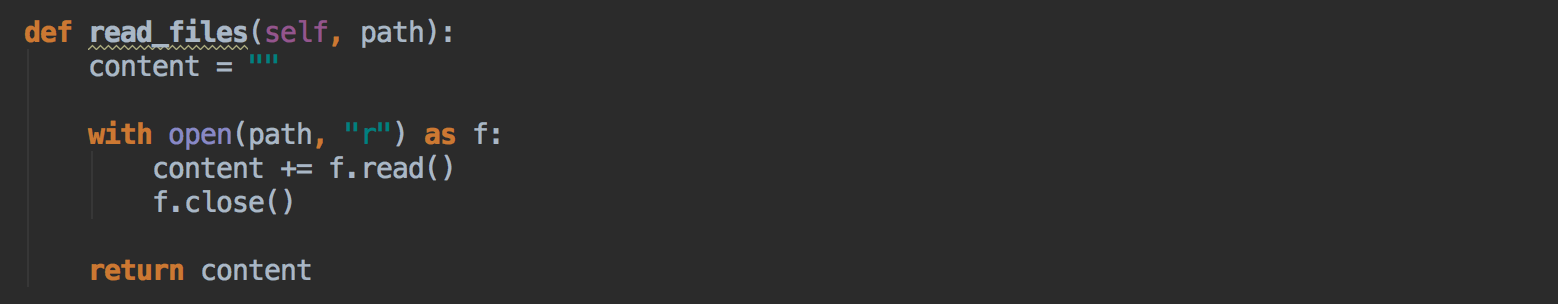 def read_files(self, path):
    content = ""
    with open(path, "r") as f:
        content += f.read()
        f.close()
    return content